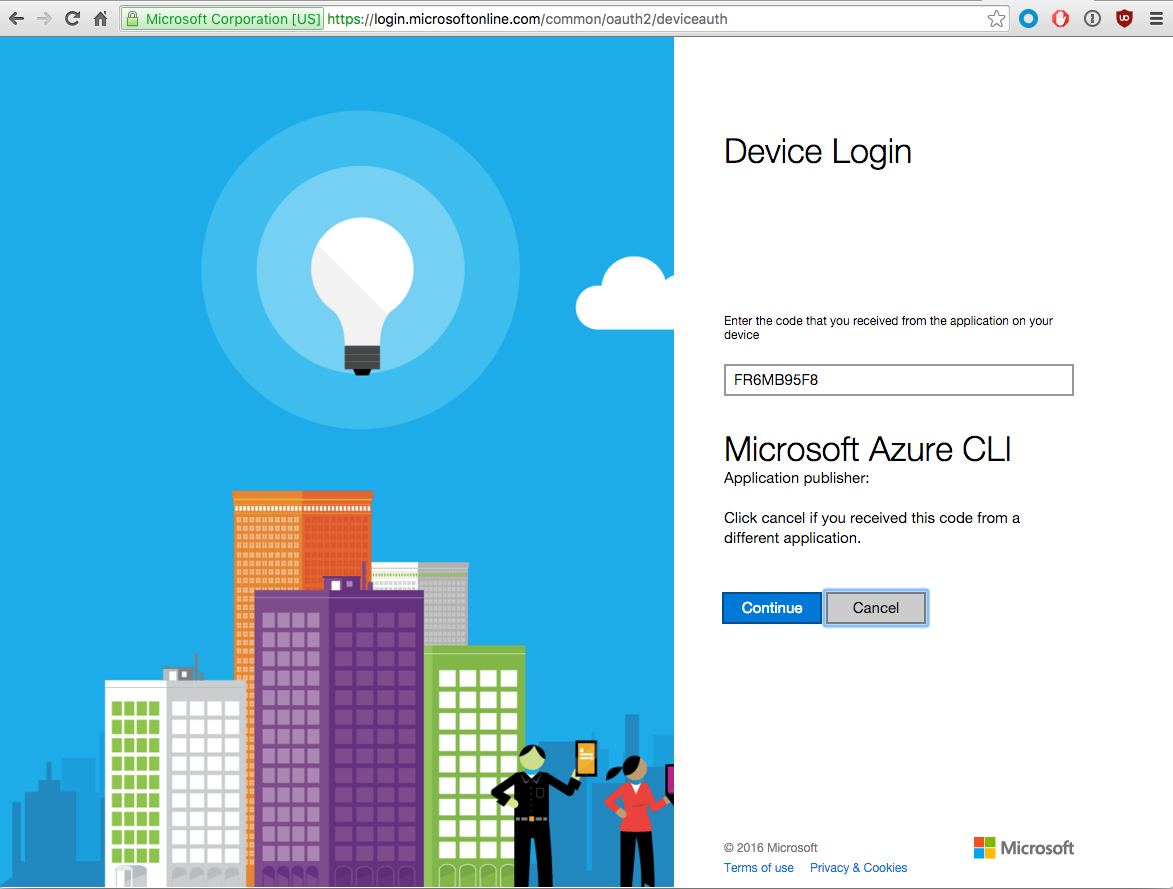 Microsoft Corporation [US] https://login.microsoftonline.com/common/oauth2/deviceauth
Device Login
Enter the code that you received from the application on your
device
FR6MB95F8
Microsoft Azure CLI
Application publisher:
Click cancel if you received this code from a
different application.
Continue Cancel
© 2016 Microsoft
Microsoft
Terms of use Privacy & Cookies